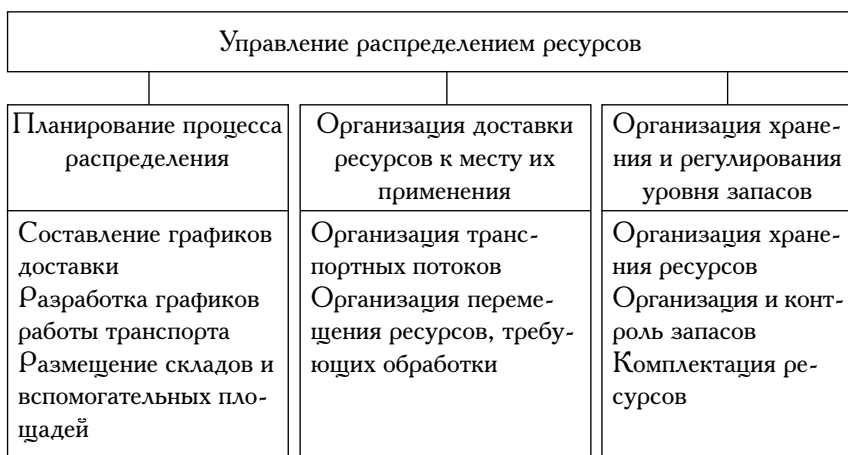 Управление распределением ресурсов
Планирование процесса
распределения
Организация доставки
ресурсов к месту их
применения
Организация хране-
ния и регулирования
уровня запасов
Составление графиков
доставки
Разработка графиков
работы транспорта
Размещение складов и
вспомогательных пло-
щадей
Организация транс-
портных потоков
Организация переме-
щения ресурсов, требу-
ющих обработки
Организация хране-
ния ресурсов
Организация и конт-
роль запасов
Комплектация ре-
сурсов